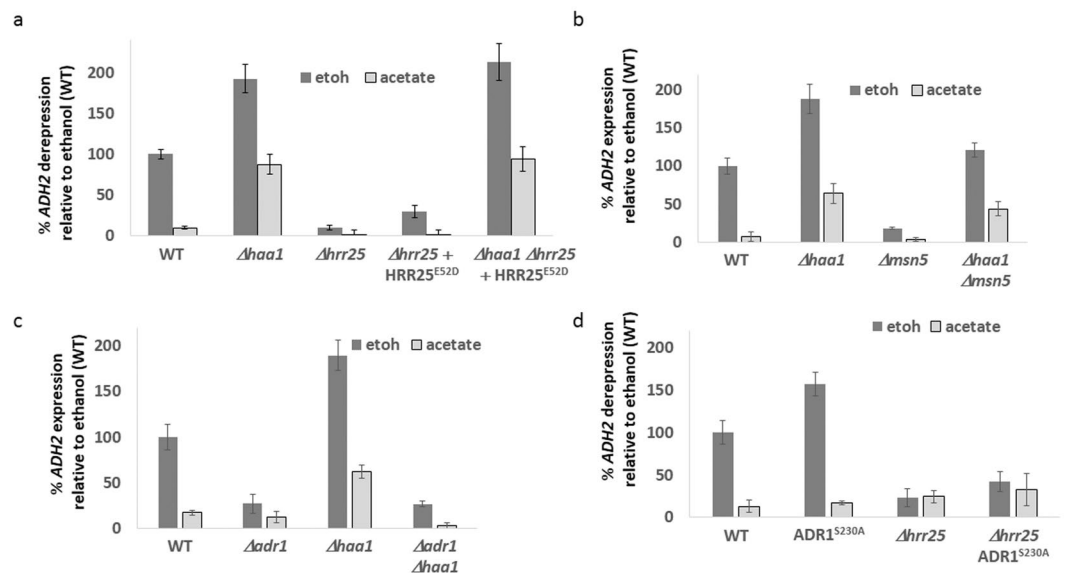 a
% ADH2 derepression
relative to ethanol (WT)
200
150
100
50
0
etoh acetate
WT Δhaa1 Δhrr25 Δhrr25 + Δhaa1 Δhrr25
HRR25E52D + HRR25E52D
b
% ADH2 expression
relative to ethanol (WT)
200
150
100
50
0
etoh acetate
WT Δhaa1 Δmsn5 Δhaa1
Δmsn5
c
% ADH2 expression
relative to ethanol (WT)
200
150
100
50
0
etoh acetate
WT Δadr1 Δhaa1 Δadr1
Δhaa1
d
% ADH2 derepression
relative to ethanol (WT)
200
150
100
50
0
etoh acetate
WT ADR1S230A Δhrr25 Δhrr25
ADR1S230A